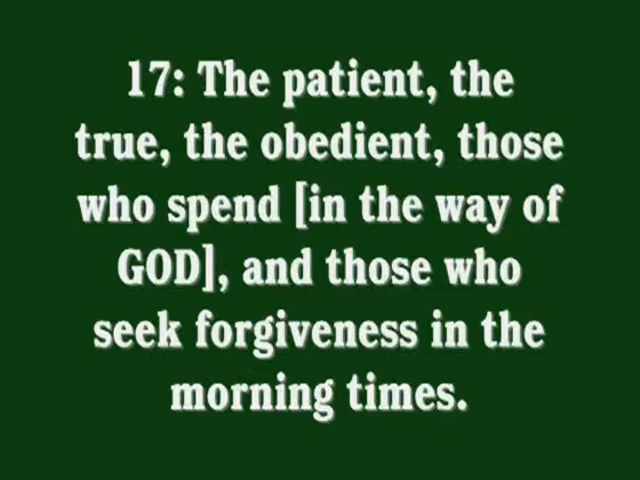 17: The patient, the
true, the obedient, those
who spend [in the way of
GOD], and those who
seek forgiveness in the
morning times.